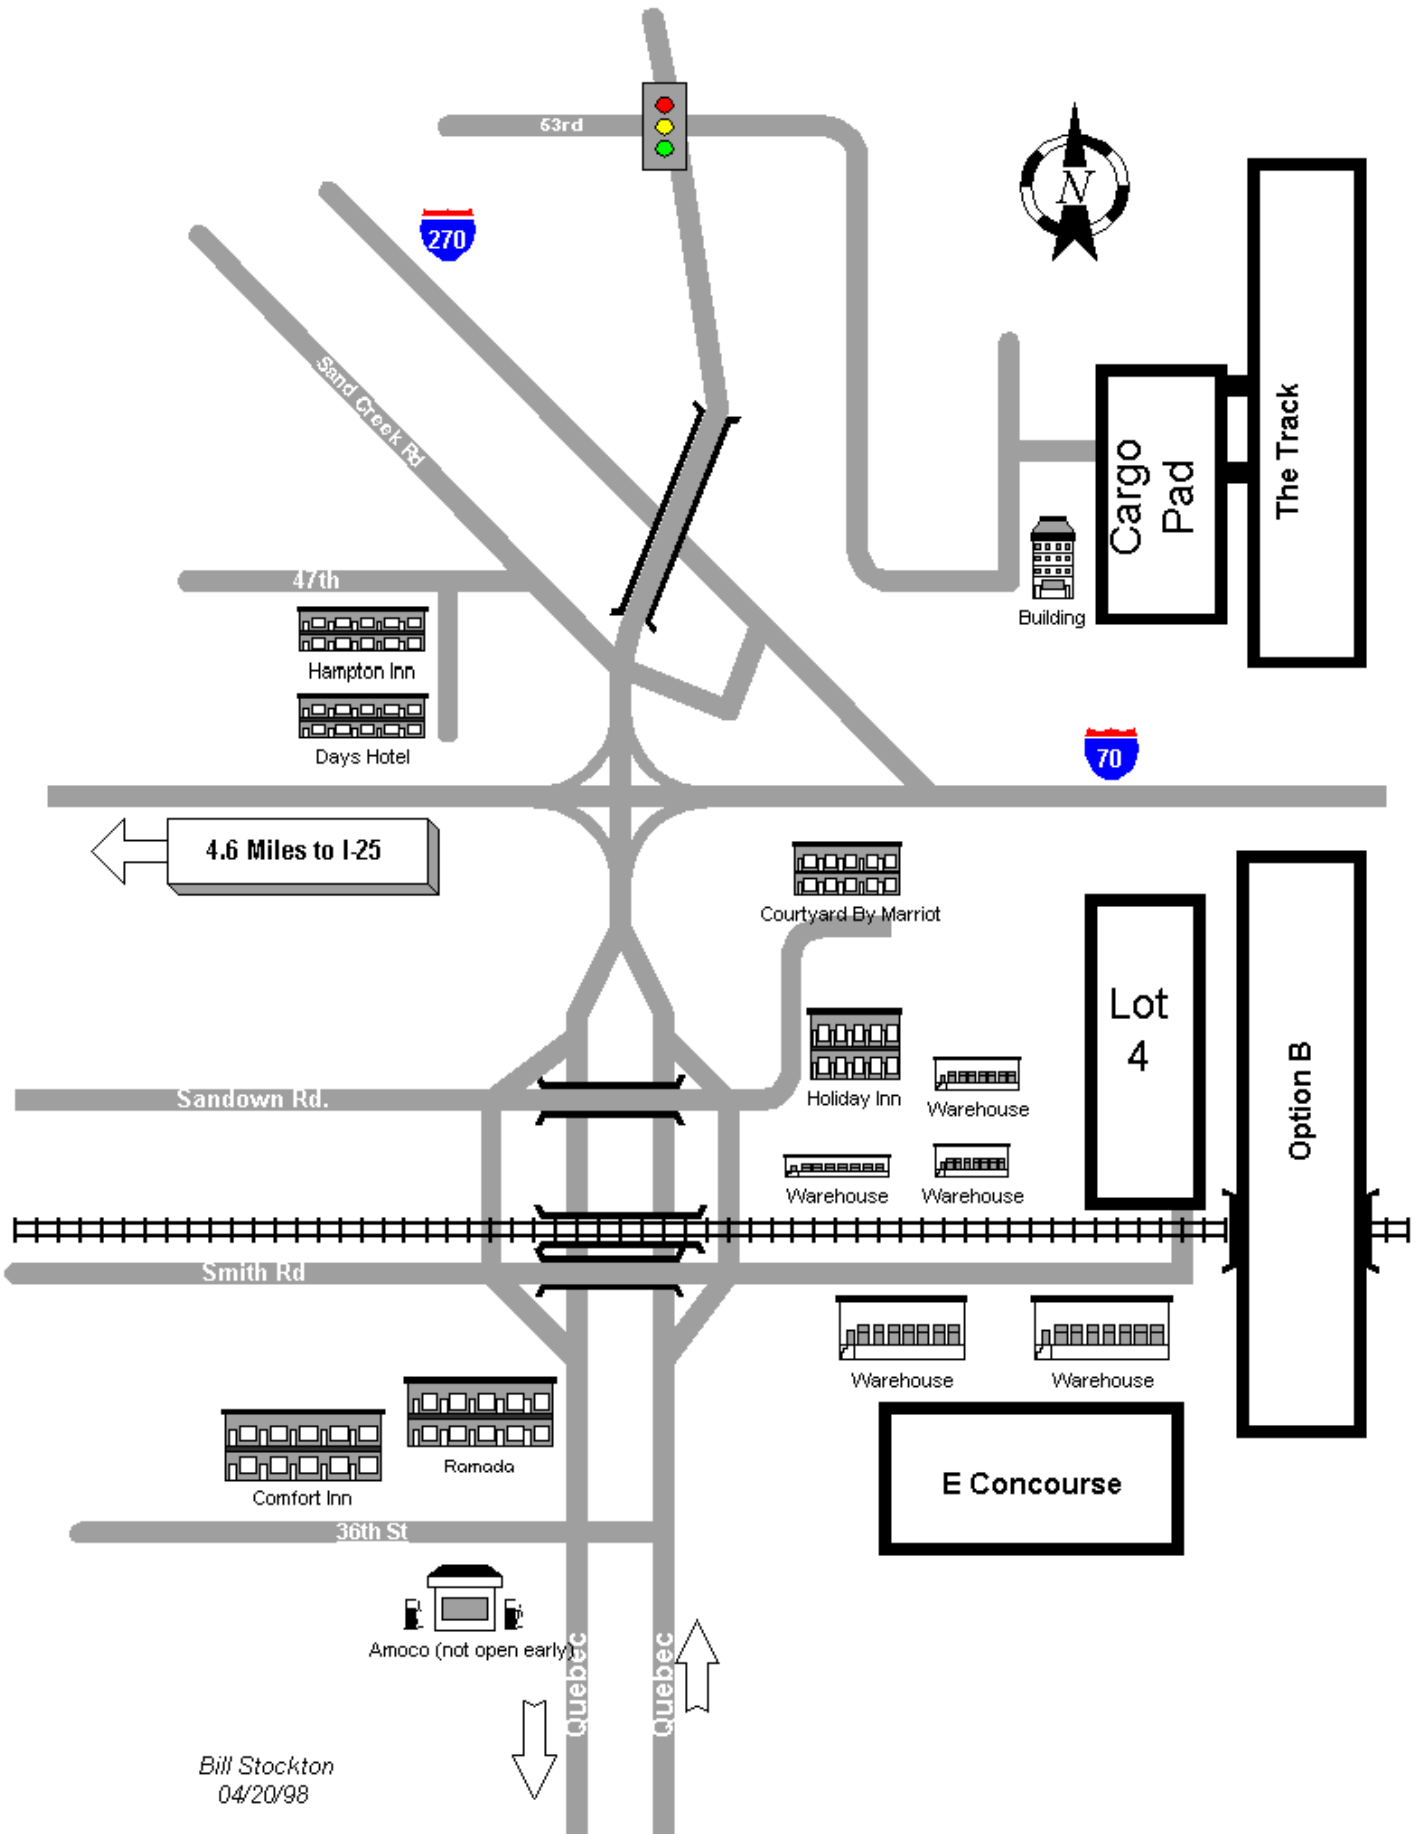 53rd
N
270
Sand Creek Rd
The Track
Cargo
Pad
47th
Building
Hampton Inn
Days Hotel
70
4.6 Miles to I-25
Courtyard By Marriot
Lot
4
Option B
Sandown Rd.
Holiday Inn
Warehouse
Warehouse
Warehouse
Smith Rd
Warehouse
Warehouse
Ramada
Comfort Inn
E Concourse
36th St
Amoco (not open early)
Quebec
Quebec
Bill Stockton
04/20/98